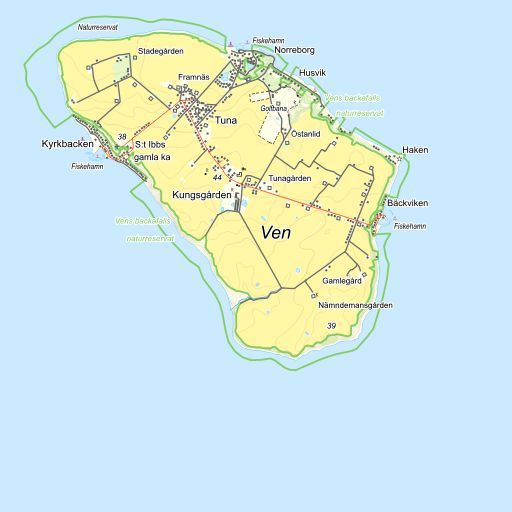 Naturreservat
Fiskehamn
Norreborg
Stadegården
Husvik
Framnäs
Vens backafalls
naturreservat
Golfbana
Tuna
Östanlid
38
Kyrkbacken
S:t Ibbs
gamla ka
Haken
Fiskehamn
44
Tunagården
Kungsgården
Bäckviken
Fiskehamn
Vens backafalls
naturreservat
Ven
Gamlegård
Nämndemansgården
39